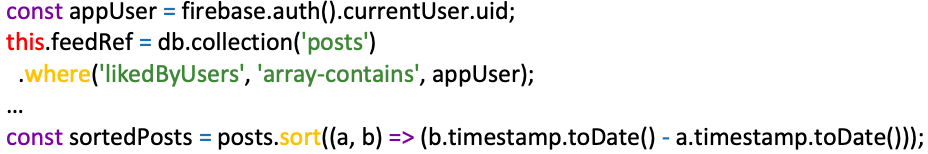 const appUser = firebase.auth().currentUser.uid;
this.feedRef = db.collection('posts')
.where('likedByUsers', 'array-contains', appUser);
...
const sortedPosts = posts.sort((a, b) => (b.timestamp.toDate() - a.timestamp.toDate()));